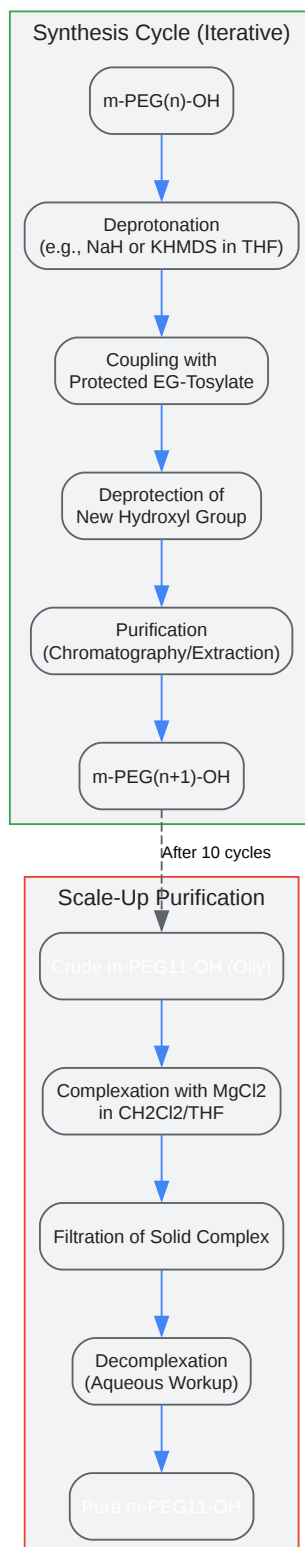 Synthesis Cycle (Iterative)
m-PEG(n)-OH
Deprotonation
(e.g., NaH or KHMDS in THF)
Coupling with
Protected EG-Tosylate
Deprotection of
New Hydroxyl Group
Purification
(Chromatography/Extraction)
m-PEG(n+1)-OH
After 10 cycles
Scale-Up Purification
Crude m-PEG11-OH (Oily)
Complexation with MgCl2
in CH2Cl2/THF
Filtration of Solid Complex
Decomplexation
(Aqueous Workup)
Pure m-PEG11-OH